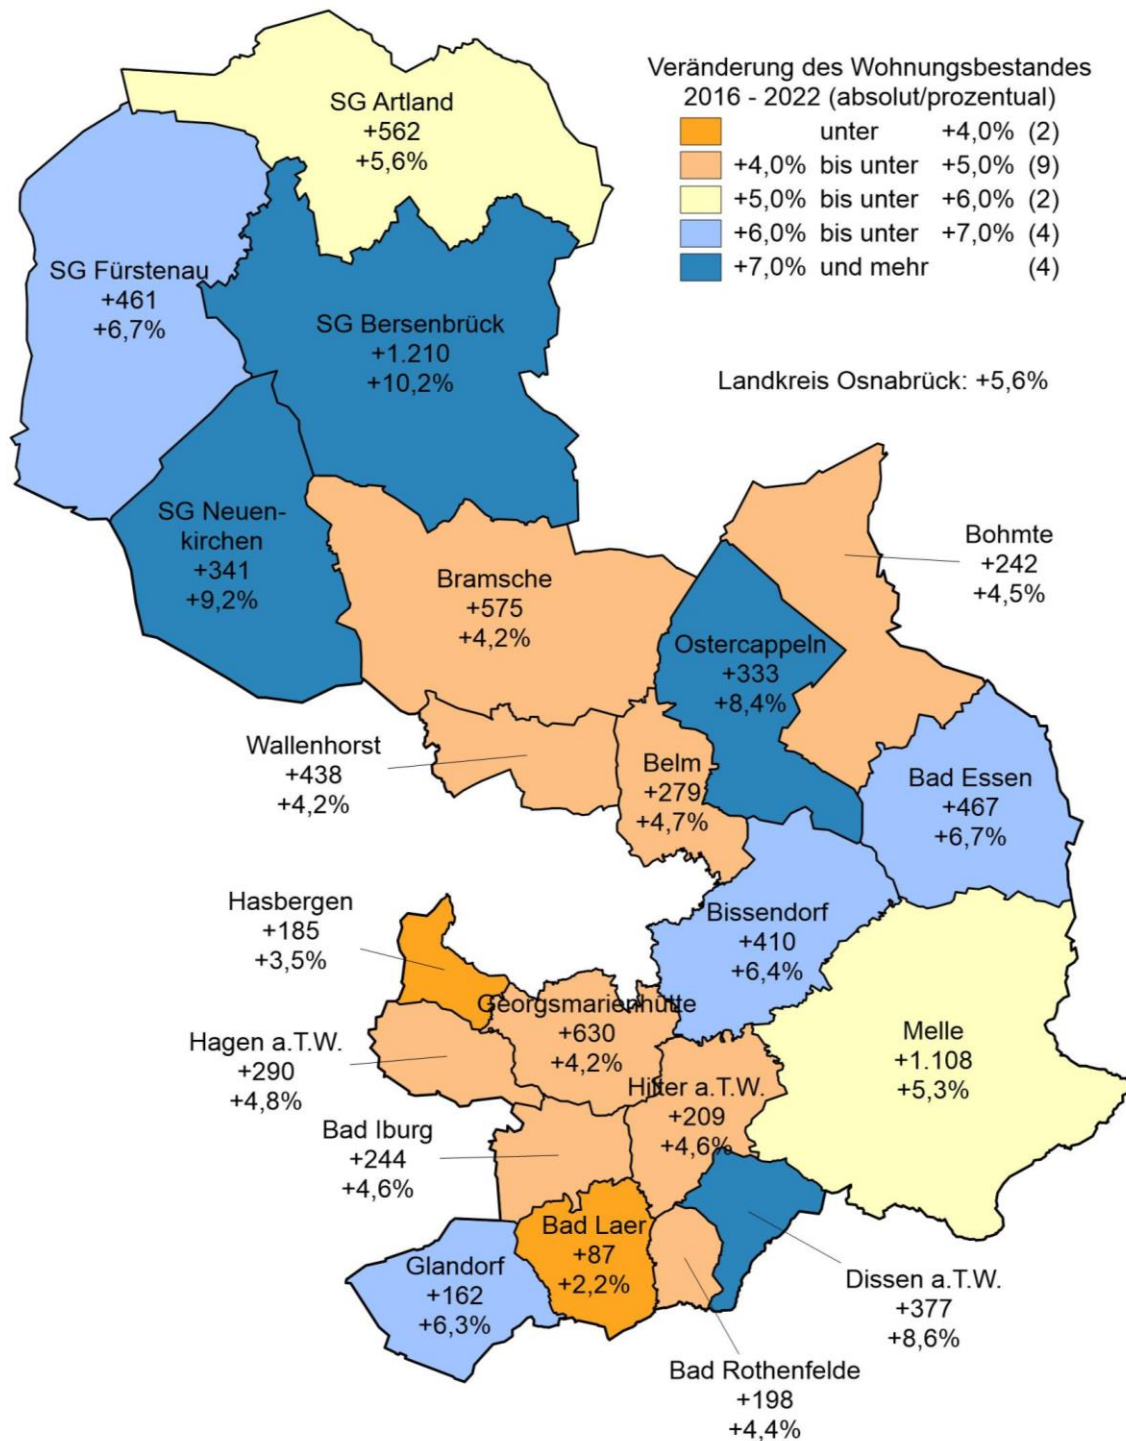 Veränderung des Wohnungsbestandes
2016 - 2022 (absolut/prozentual)
unter +4,0% (2)
+4,0% bis unter +5,0% (9)
+5,0% bis unter +6,0% (2)
+6,0% bis unter +7,0% (4)
+7,0% und mehr (4)
Landkreis Osnabrück: +5,6%
SG Artland
+562
+5,6%
SG Fürstenau
+461
+6,7%
SG Bersenbrück
+1.210
+10,2%
SG Neuen-
kirchen
+341
+9,2%
Bramsche
+575
+4,2%
Bohmte
+242
+4,5%
Ostercappeln
+333
+8,4%
Wallenhorst
+438
+4,2%
Belm
+279
+4,7%
Bad Essen
+467
+6,7%
Hasbergen
+185
+3,5%
Bissendorf
+410
+6,4%
Georgsmarienhütte
+630
+4,2%
Hagen a.T.W.
+290
+4,8%
Melle
+1.108
+5,3%
Hilter a.T.W.
+209
+4,6%
Bad Iburg
+244
+4,6%
Bad Laer
+87
+2,2%
Glandorf
+162
+6,3%
Dissen a.T.W.
+377
+8,6%
Bad Rothenfelde
+198
+4,4%